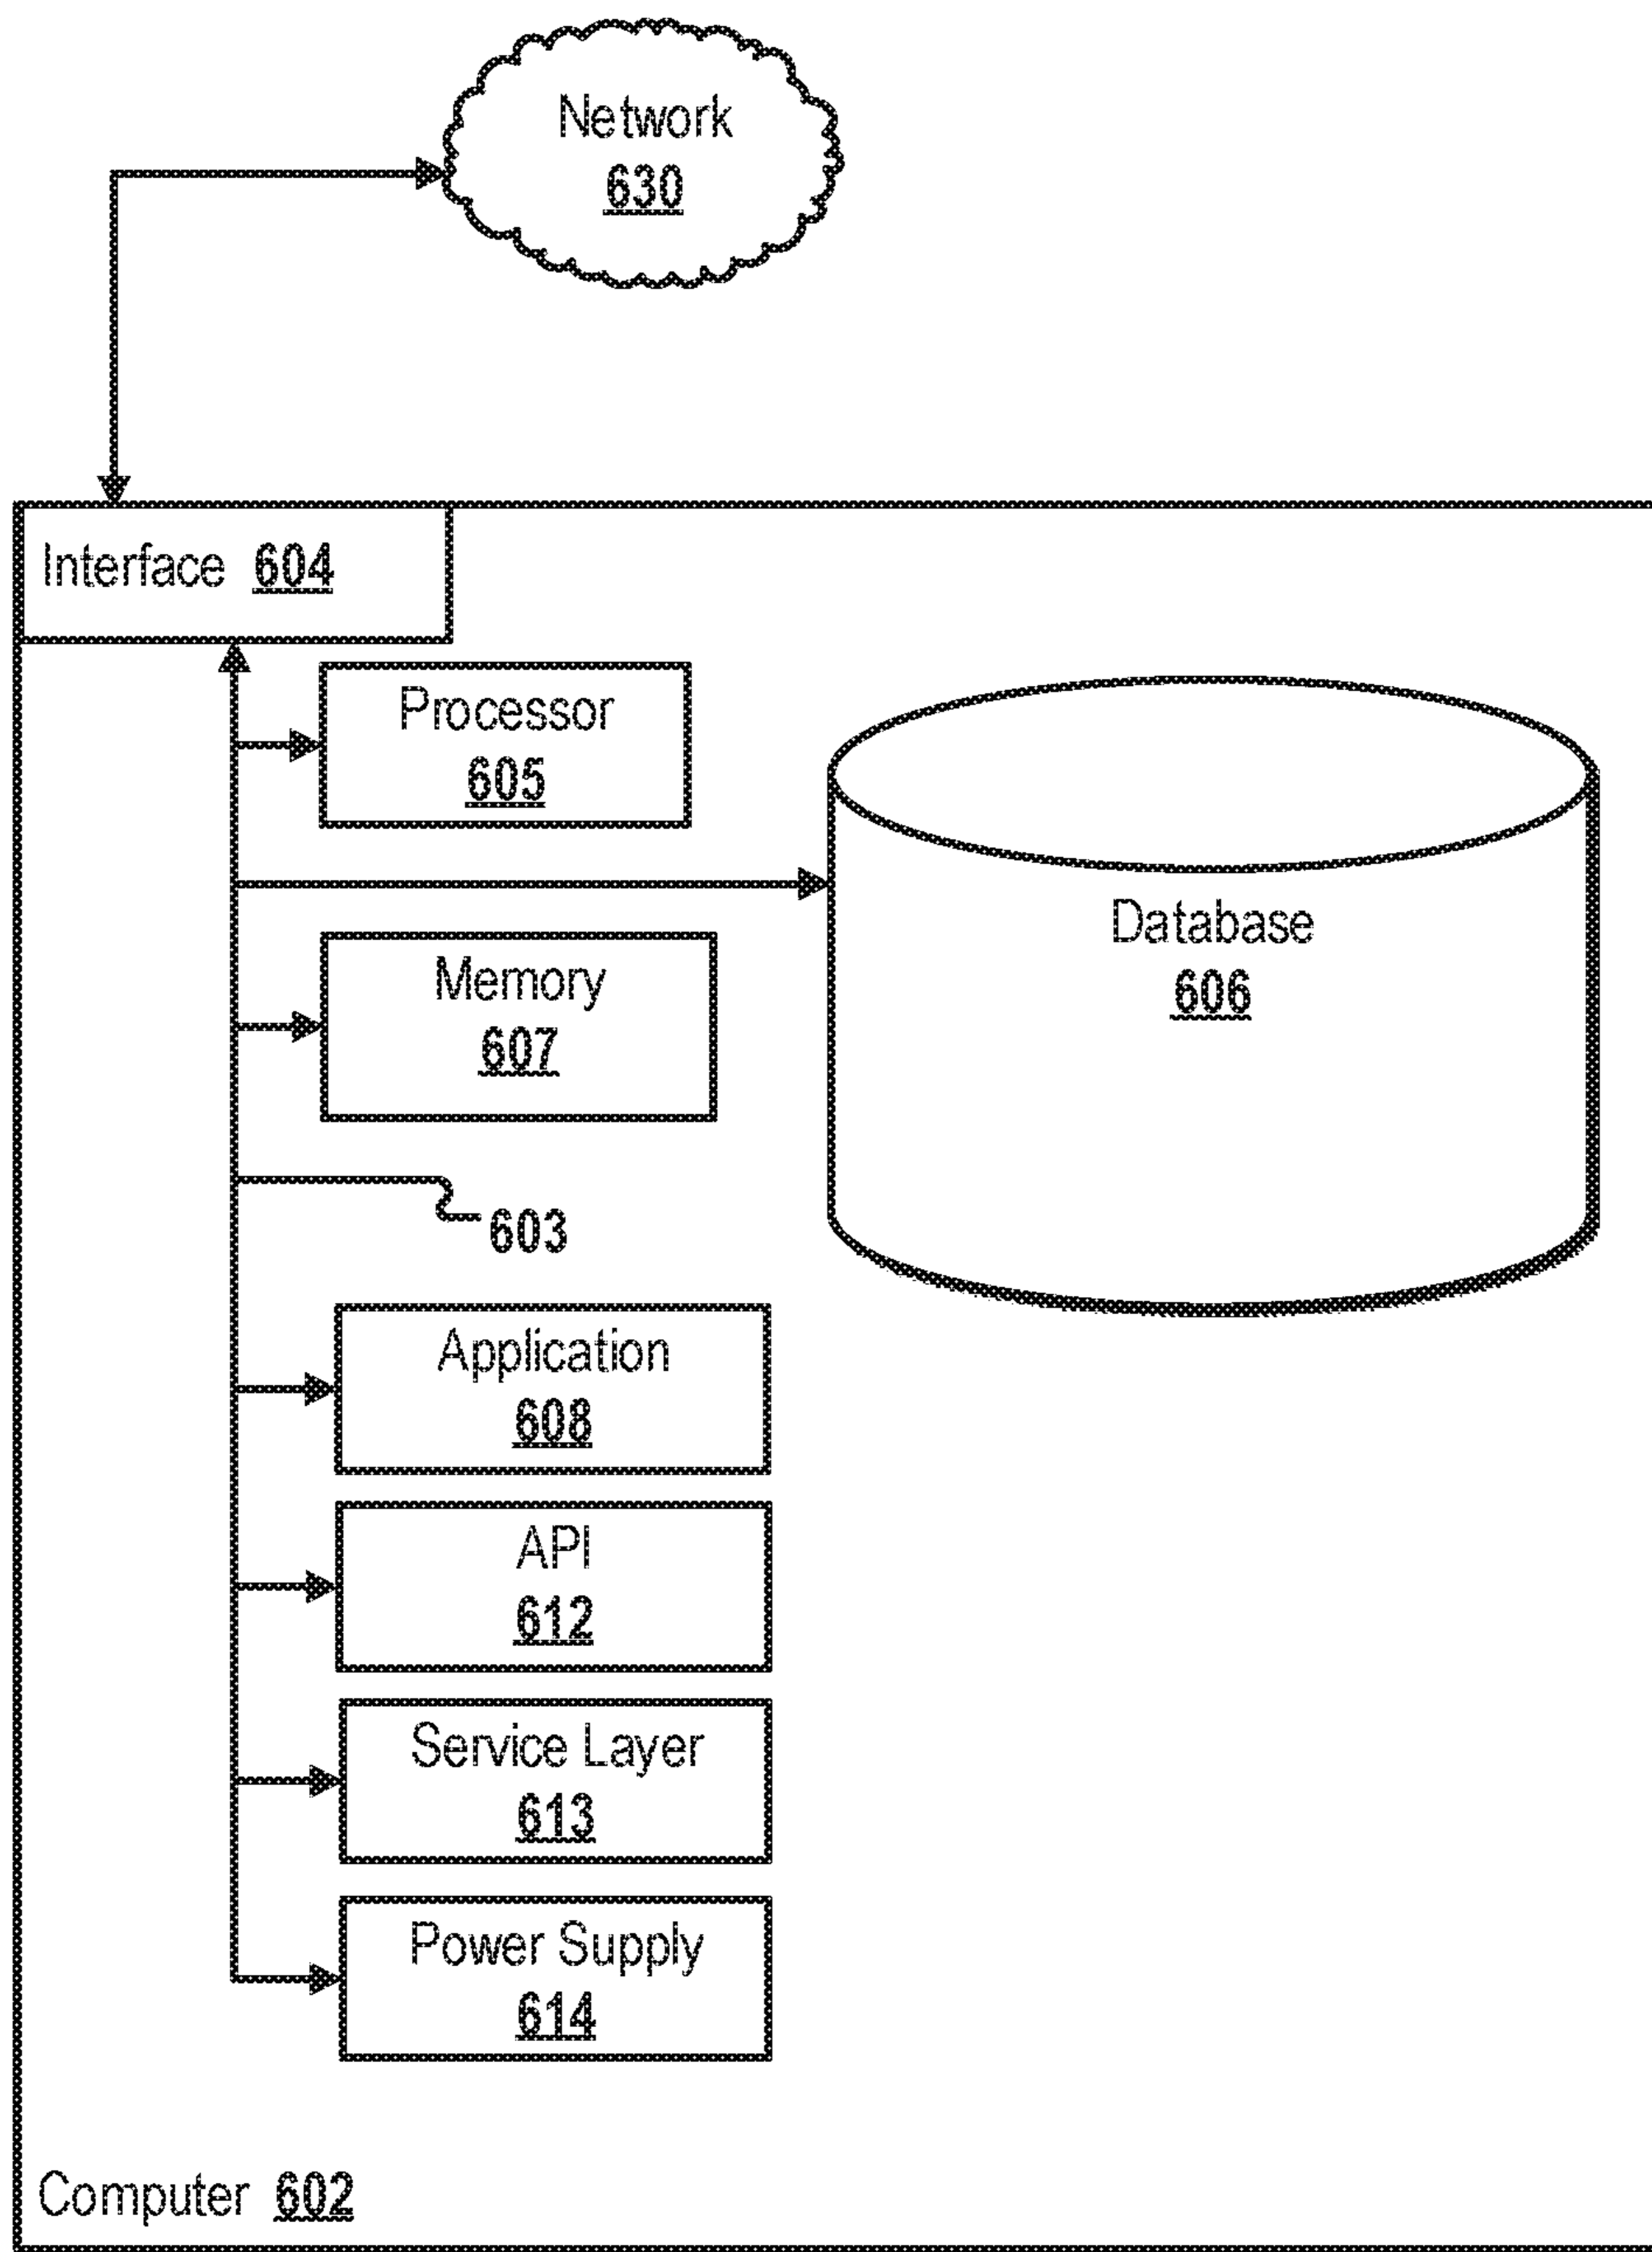 Network
630
Interface 604
Processor
605
Database
606
Memory
607
603
Application
608
API
612
Service Layer
613
Power Supply
614
Computer 602